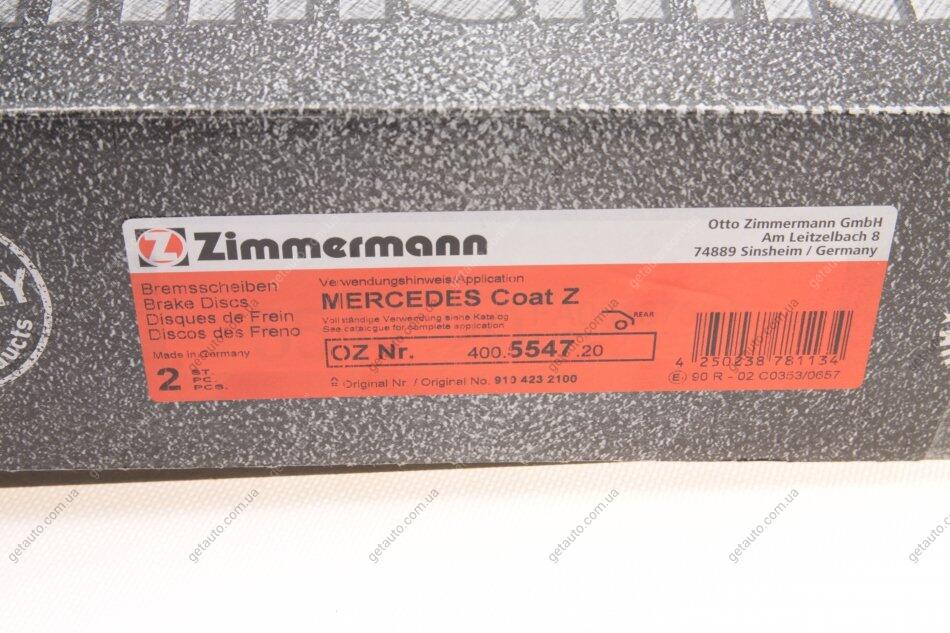 Zimmermann
Otto Zimmermann GmbH
Am Leitzelbach 8
74889 Sinsheim / Germany
Bremsscheiben
Brake Discs
Disques de Frein
Discos des Freno
Made in Germany
2 ST.
PC.
PCS.
Verwendungshinweis/Application
MERCEDES Coat Z
Vollständige Verwendung siehe Katalog
See catalogue for complete application
REAR
OZ Nr. 400.5547.20
Original Nr. / Original No. 910 423 2100
4 250238 781134
E1 90 R - 02 C0353/0657
getauto.com.ua